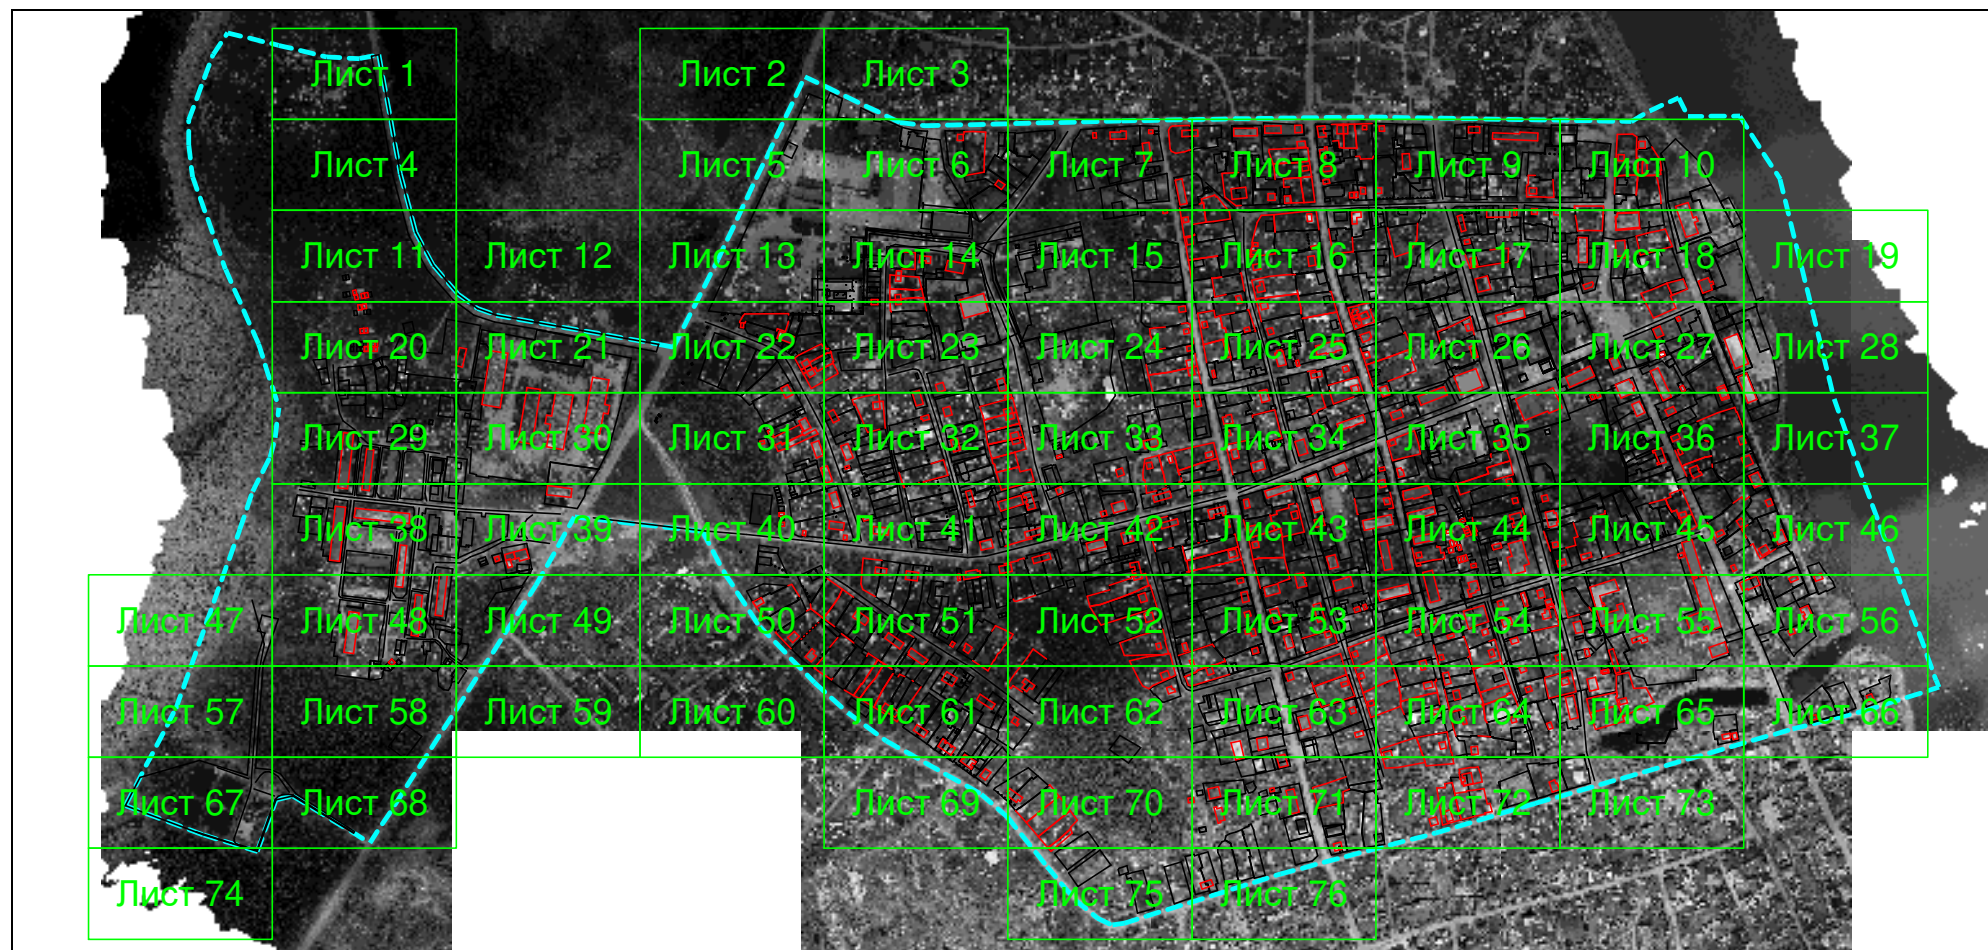 Лист 1 Лист 2 Лист 3
Лист 4 Лист 5 Лист 6 Лист 7 Лист 8 Лист 9 Лист 10
Лист 11 Лист 12 Лист 13 Лист 14 Лист 15 Лист 16 Лист 17 Лист 18 Лист 19
Лист 20 Лист 21 Лист 22 Лист 23 Лист 24 Лист 25 Лист 26 Лист 27 Лист 28
Лист 29 Лист 30 Лист 31 Лист 32 Лист 33 Лист 34 Лист 35 Лист 36 Лист 37
Лист 38 Лист 39 Лист 40 Лист 41 Лист 42 Лист 43 Лист 44 Лист 45 Лист 46
Лист 47 Лист 48 Лист 49 Лист 50 Лист 51 Лист 52 Лист 53 Лист 54 Лист 55 Лист 56
Лист 57 Лист 58 Лист 59 Лист 60 Лист 61 Лист 62 Лист 63 Лист 64 Лист 65 Лист 66
Лист 67 Лист 68 Лист 69 Лист 70 Лист 71 Лист 72 Лист 73
Лист 74 Лист 75 Лист 76